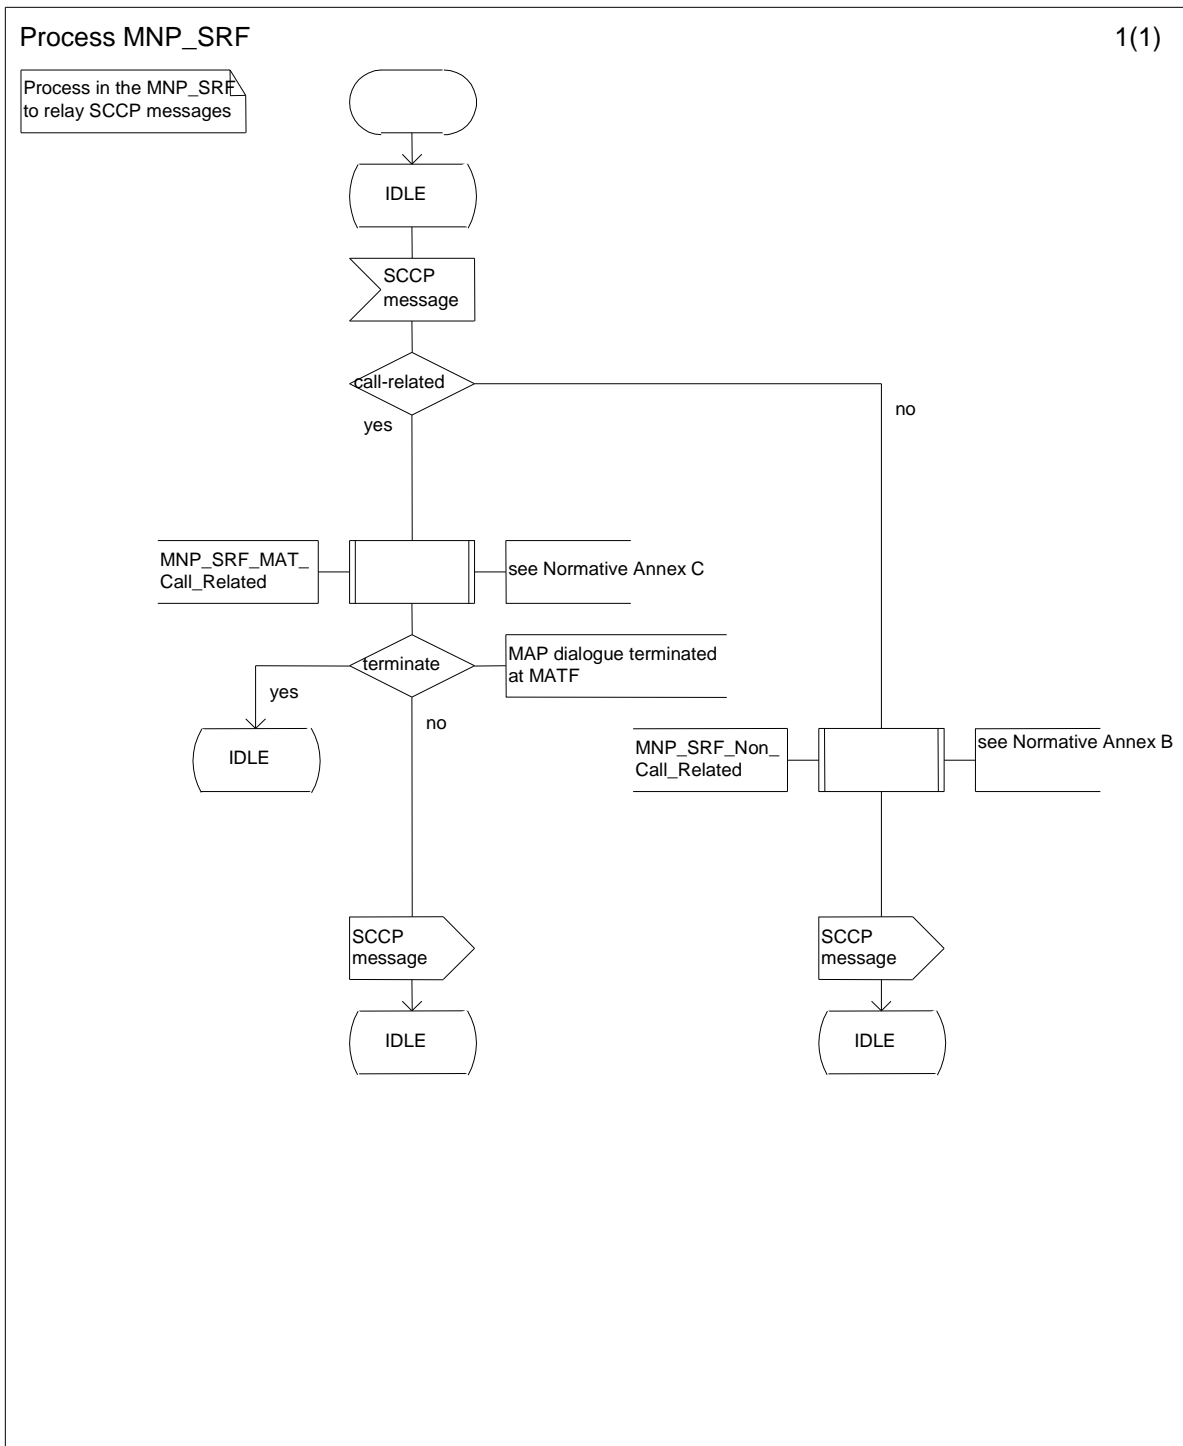 Process MNP_SRF
1(1)
Process in the MNP_SRF
to relay SCCP messages
IDLE
SCCP
message
call-related
yes
no
MNP_SRF_MAT_
Call_Related
see Normative Annex C
terminate
MAP dialogue terminated
at MATF
yes
no
IDLE
MNP_SRF_Non_
Call_Related
see Normative Annex B
SCCP
message
SCCP
message
IDLE
IDLE